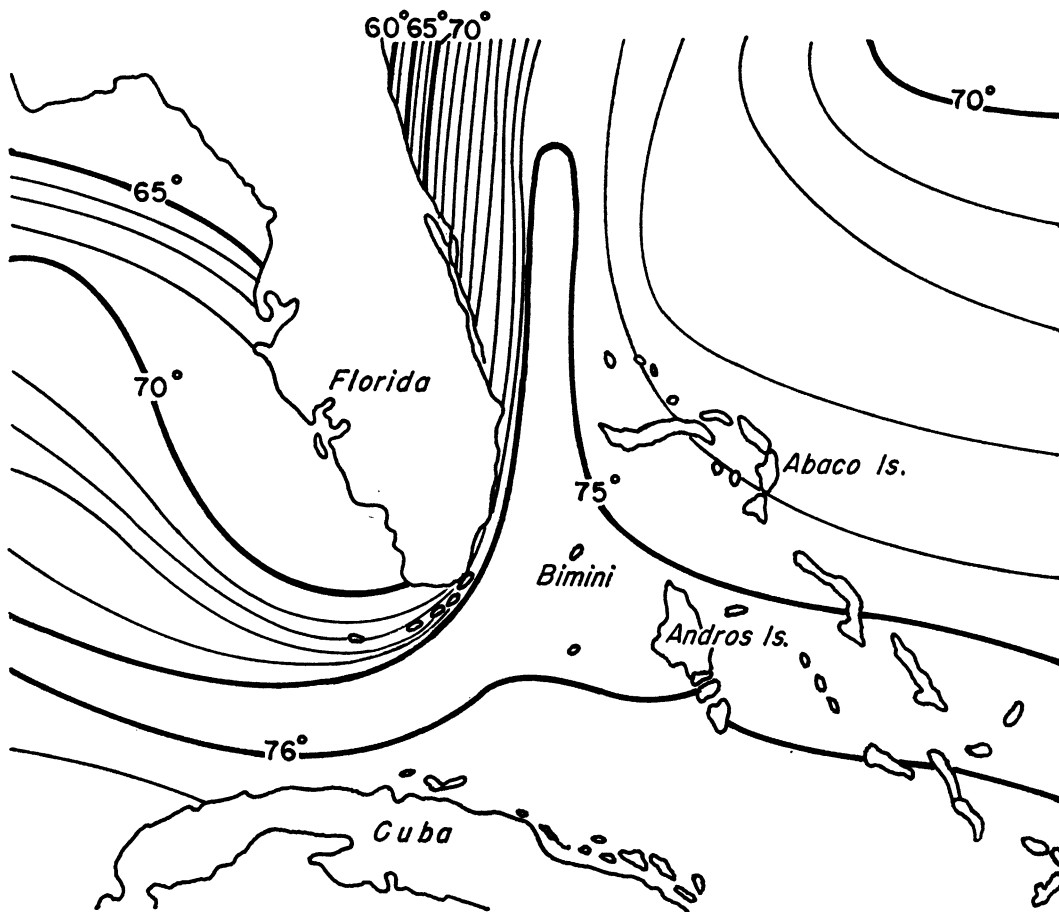 60° 65° 70°
70°
65°
70°
Florida
Abaco Is.
75°
Bimini
Andros Is.
76°
Cuba